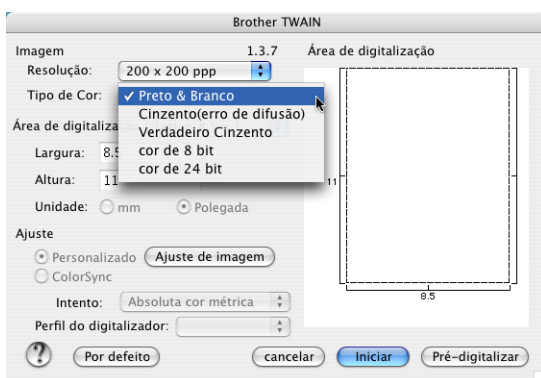 Brother TWAIN
Imagem 1.3.7 Área de digitalização
Resolução: 200 x 200 ppp
Tipo de Cor: ✓ Preto & Branco
Cinzento(erro de difusão)
Verdadeiro Cinzento
cor de 8 bit
cor de 24 bit
Área de digitaliza
Largura: 8.5
Altura: 11
11
Unidade: mm Polegada
Ajuste
Personalizado Ajuste de imagem
ColorSync
8.5
Intento: Absoluta cor métrica
Perfil do digitalizador:
? Por defeito cancelar Iniciar Pré-digitalizar